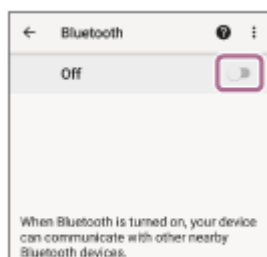 Bluetooth
Off
When Bluetooth is turned on, your device
can communicate with other nearby
Bluetooth devices.